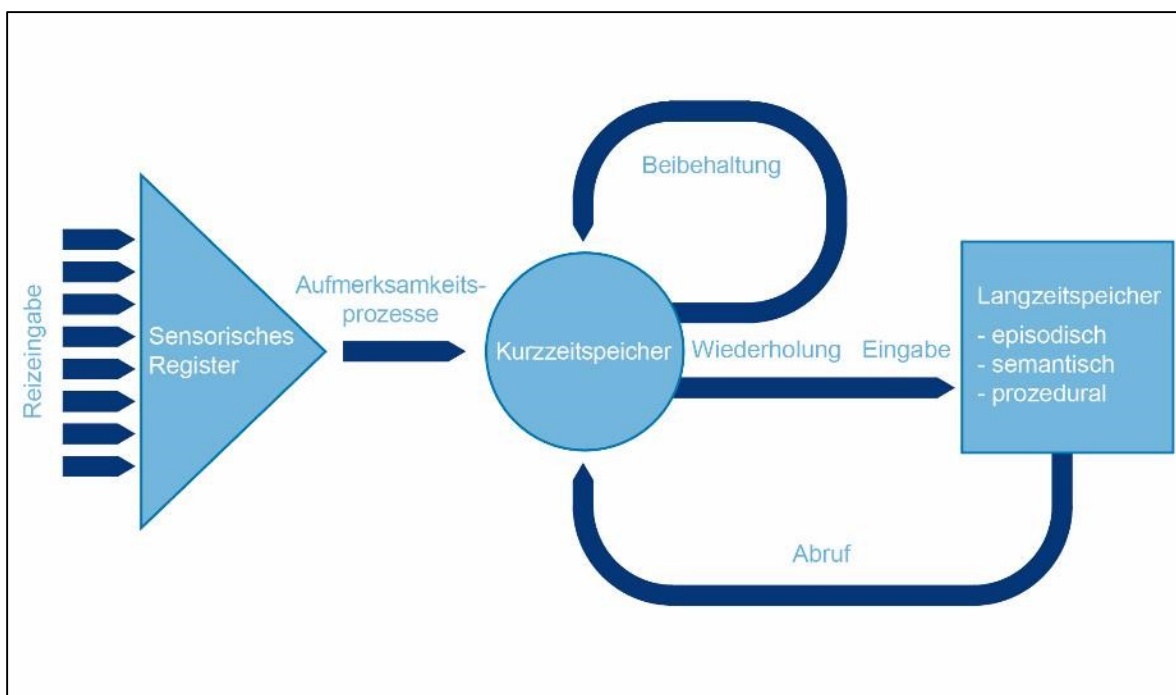 Reizeingabe
Sensorisches
Register
Aufmerksamkeits-
prozesse
Kurzzeitspeicher
Beibehaltung
Wiederholung Eingabe
Langzeitspeicher
- episodisch
- semantisch
- prozedural
Abruf